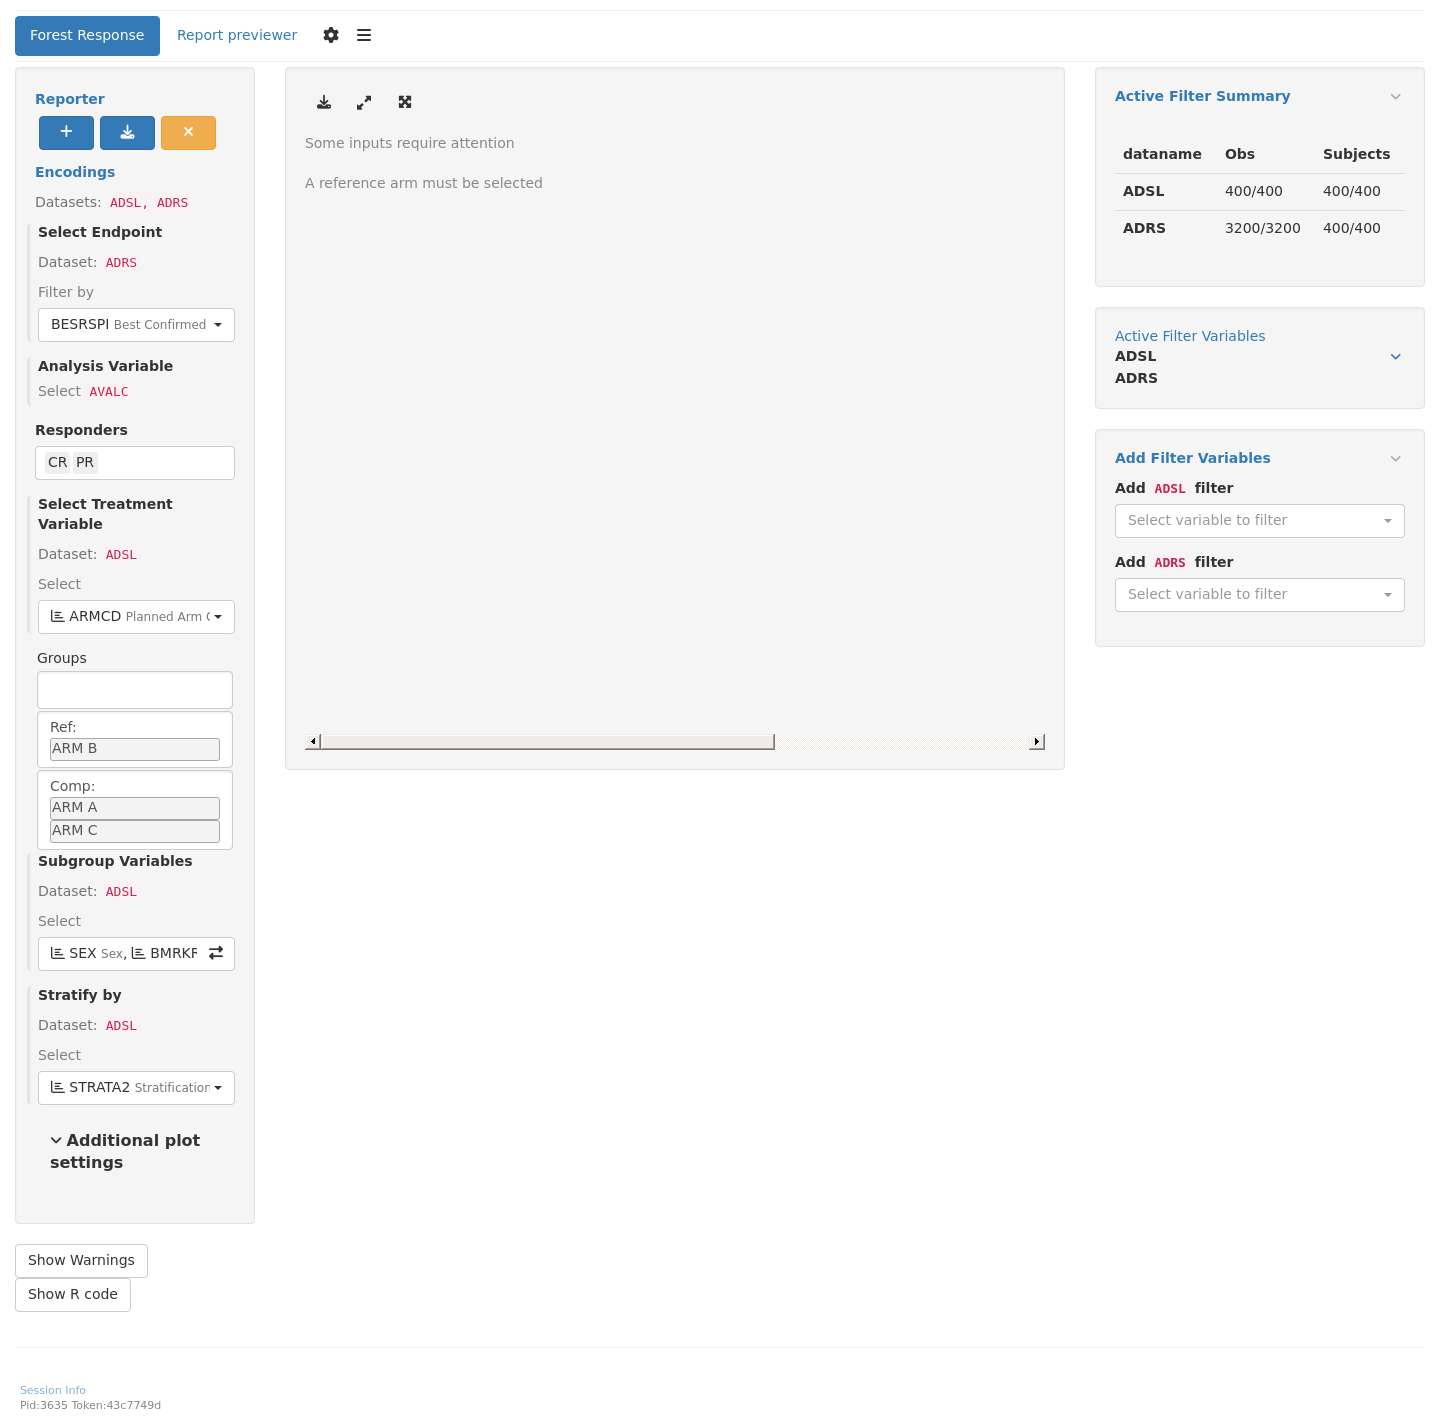 Forest Response
Report previewer
Reporter
Encodings
Datasets: ADSL, ADRS
Select Endpoint
Dataset: ADRS
Filter by
BESRSPI Best Confirmed
Analysis Variable
Select AVALC
Responders
CR PR
Select Treatment
Variable
Dataset: ADSL
Select
ARMCD Planned Arm
Groups
Ref:
ARM B
Comp:
ARM A
ARM C
Subgroup Variables
Dataset: ADSL
Select
SEX Sex, BMRKR
Stratify by
Dataset: ADSL
Select
STRATA2 Stratification
Additional plot
settings
Show Warnings
Show R code
Some inputs require attention
A reference arm must be selected
Active Filter Summary
dataname Obs Subjects
ADSL 400/400 400/400
ADRS 3200/3200 400/400
Active Filter Variables
ADSL
ADRS
Add Filter Variables
Add ADSL filter
Select variable to filter
Add ADRS filter
Select variable to filter
Session Info
Pid:3635 Token:43c7749d